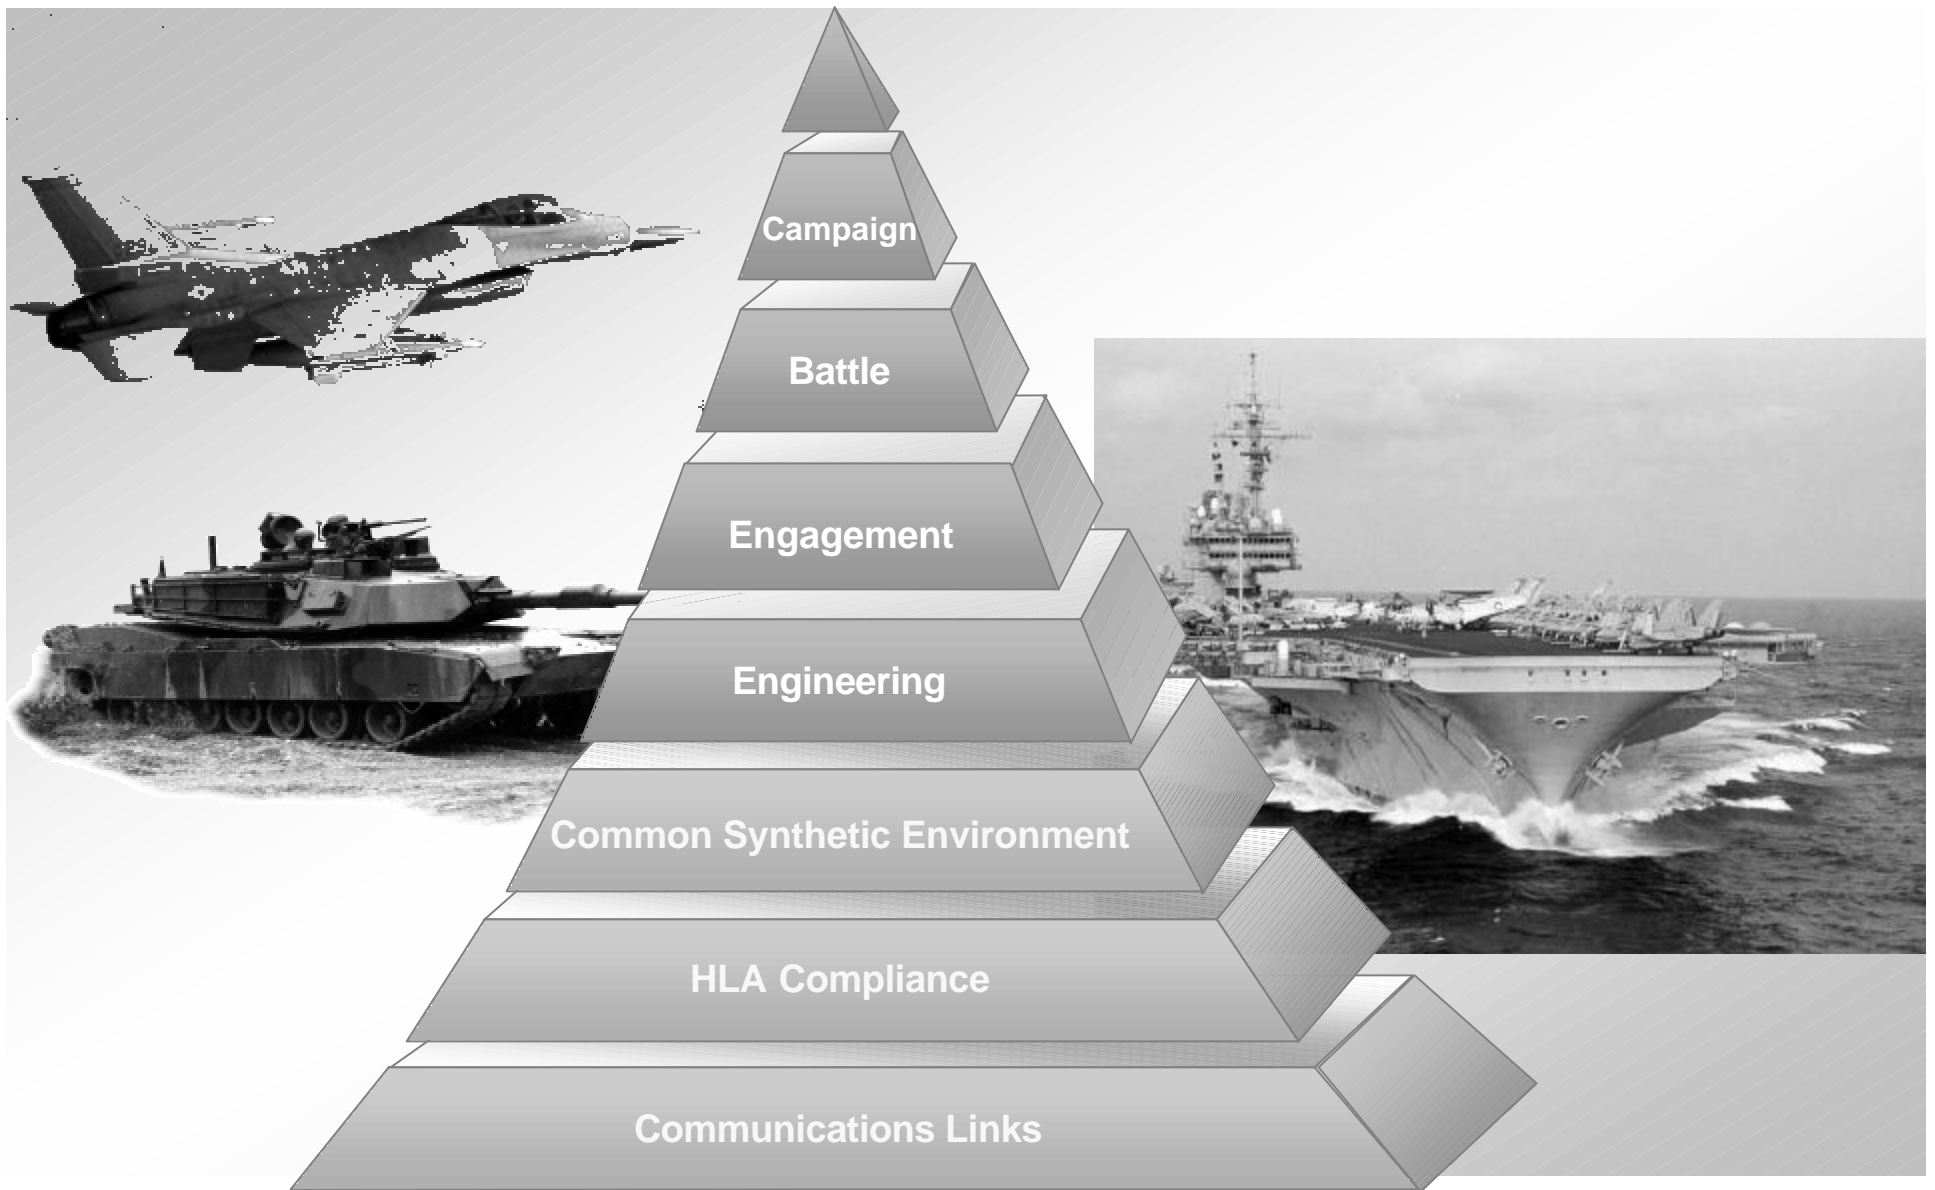 Campaign
Battle
Engagement
Engineering
Common Synthetic Environment
HLA Compliance
Communications Links